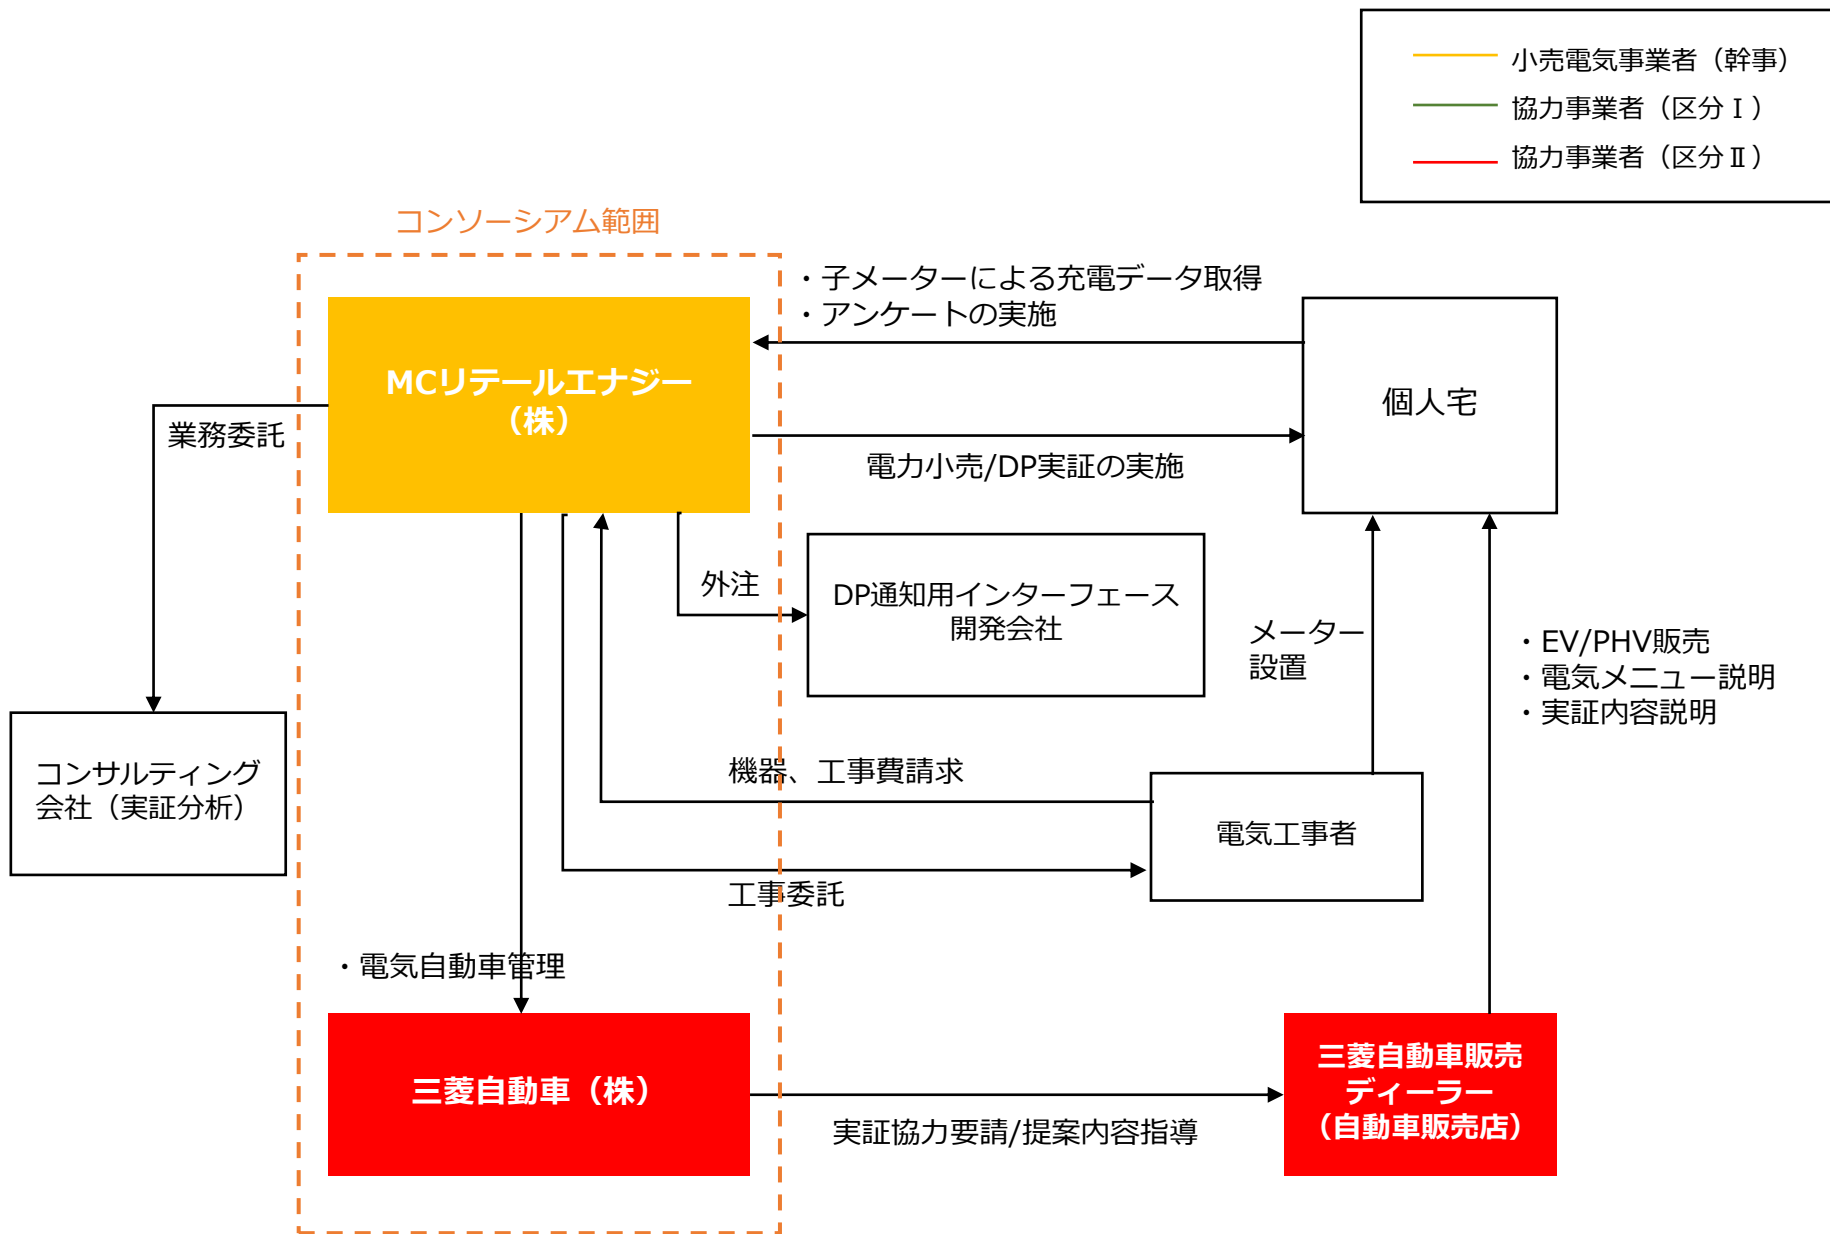 小売電気事業者（幹事）
協力事業者（区分Ⅰ）
協力事業者（区分Ⅱ）
コンソーシアム範囲
・子メーターによる充電データ取得
・アンケートの実施
MCリテールエナジー
（株）
個人宅
業務委託
電力小売/DP実証の実施
外注
DP通知用インターフェース
開発会社
メーター
設置
・EV/PHV販売
・電気メニュー説明
・実証内容説明
コンサルティング
会社（実証分析）
機器、工事費請求
電気工事者
工事委託
・電気自動車管理
三菱自動車（株）
実証協力要請/提案内容指導
三菱自動車販売
ディーラー
（自動車販売店）